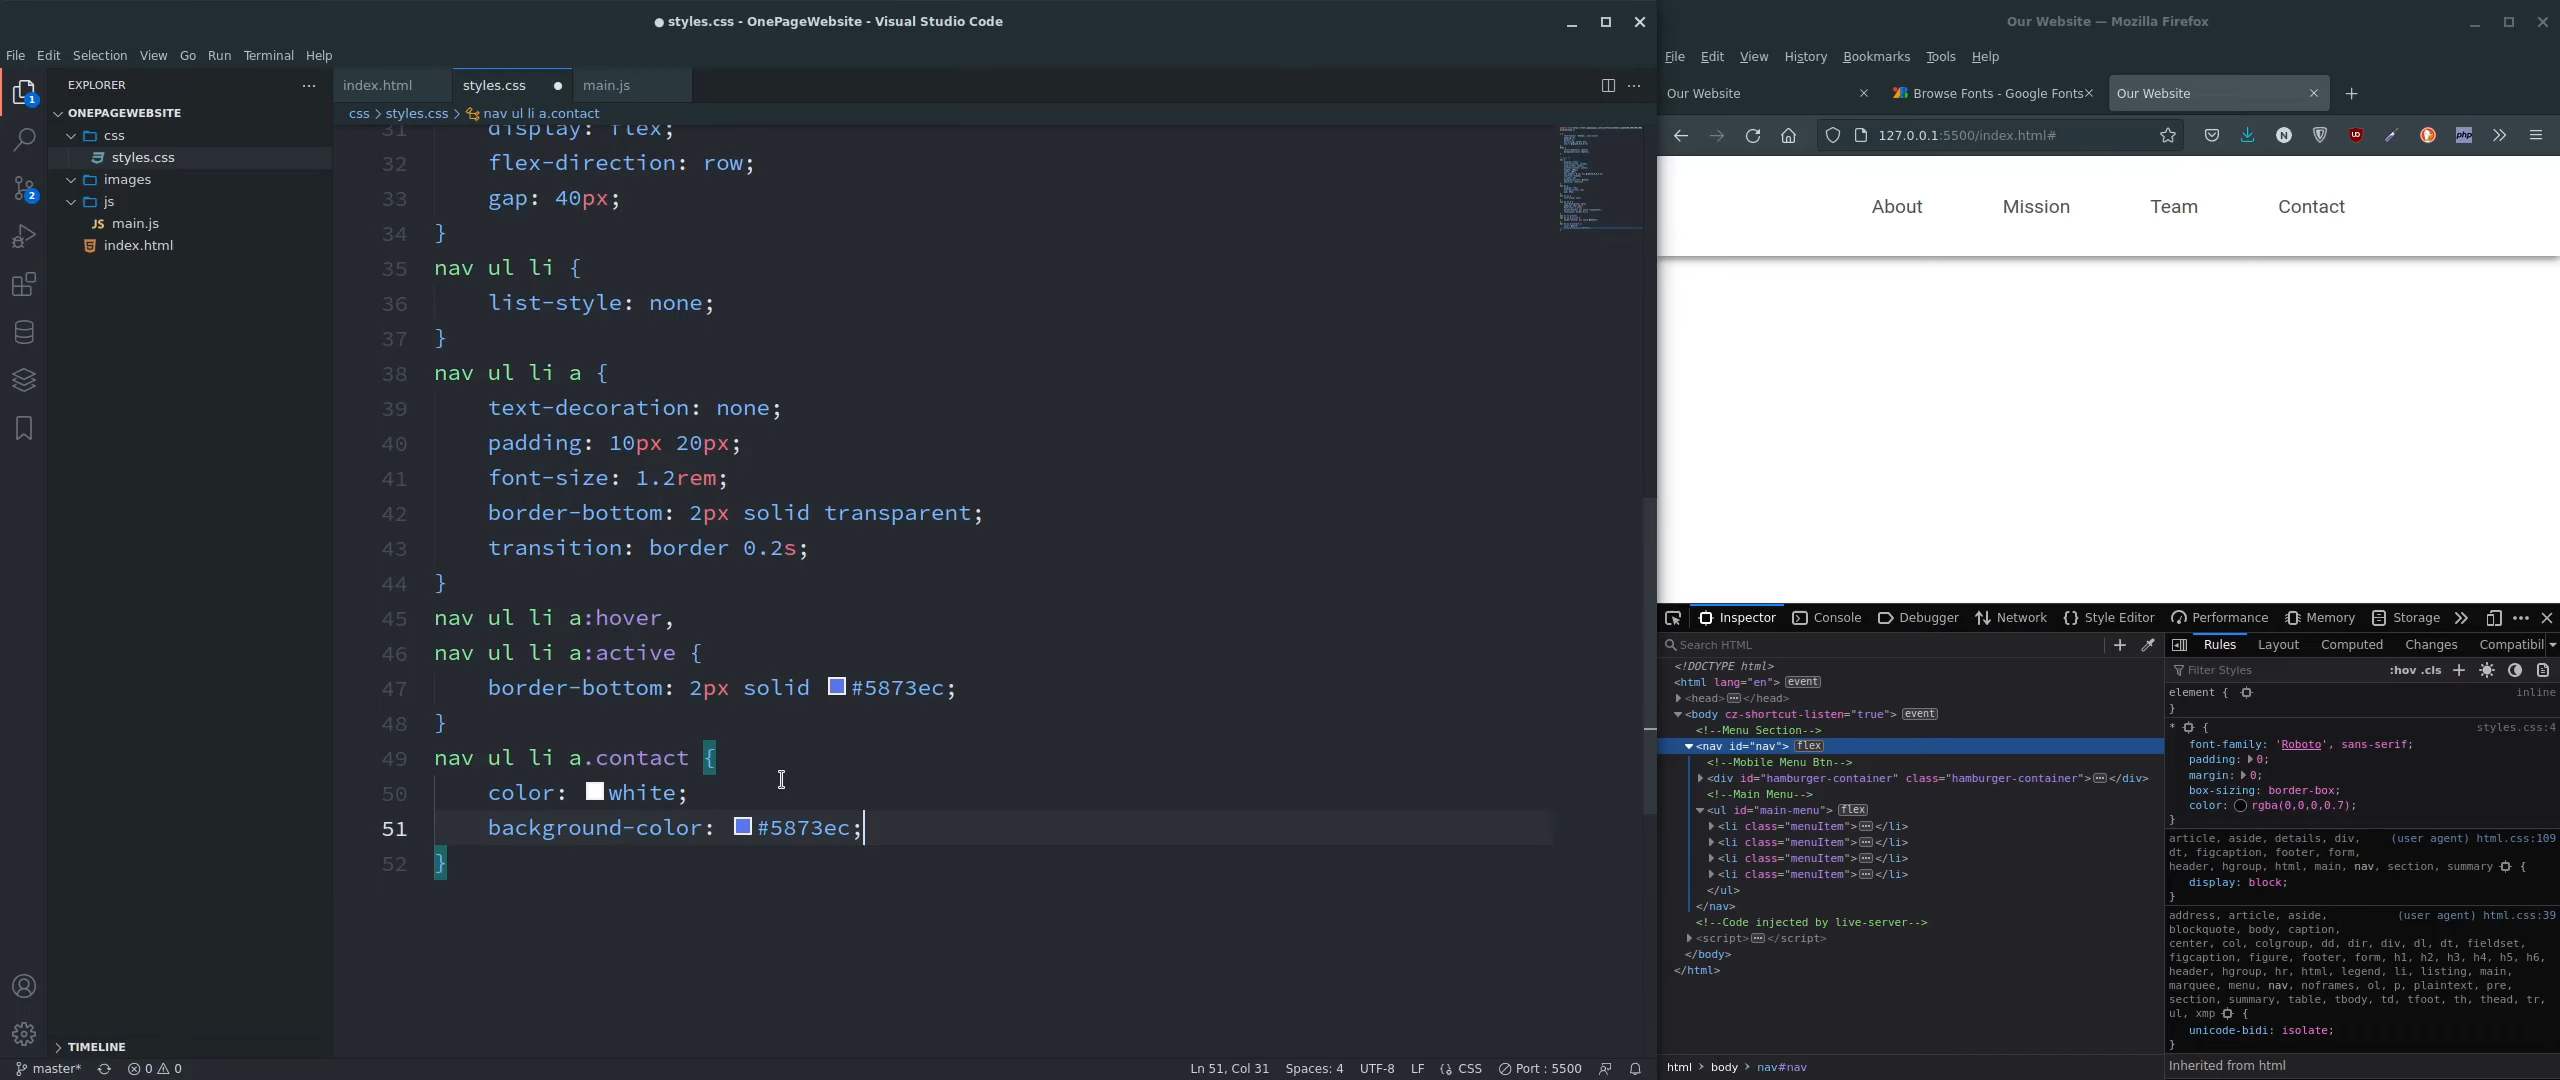 styles.css - OnePageWebsite - Visual Studio Code
File Edit Selection View Go Run Terminal Help
EXPLORER
ONEPAGEWEBSITE
css
styles.css
images
js
main.js
index.html
TIMELINE
1
2
index.html styles.css main.js
css > styles.css > nav ul li a.contact
31 display: flex;
32 flex-direction: row;
33 gap: 40px;
34 }
35 nav ul li {
36 list-style: none;
37 }
38 nav ul li a {
39 text-decoration: none;
40 padding: 10px 20px;
41 font-size: 1.2rem;
42 border-bottom: 2px solid transparent;
43 transition: border 0.2s;
44 }
45 nav ul li a:hover,
46 nav ul li a:active {
47 border-bottom: 2px solid #5873ec;
48 }
49 nav ul li a.contact {
50 color: white;
51 background-color: #5873ec;
52 }
master* 0 0 Ln 51, Col 31 Spaces: 4 UTF-8 LF CSS Port : 5500
Our Website — Mozilla Firefox
File Edit View History Bookmarks Tools Help
Our Website Browse Fonts - Google Fonts Our Website
127.0.0.1:5500/index.html#
N php
About Mission Team Contact
Inspector Console Debugger Network Style Editor Performance Memory Storage
Search HTML
<!DOCTYPE html>
<html lang="en"> event
<head> </head>
<body cz-shortcut-listen="true"> event
<!--Menu Section-->
<nav id="nav"> flex
<!--Mobile Menu Btn-->
<div id="hamburger-container" class="hamburger-container"> </div>
<!--Main Menu-->
<ul id="main-menu"> flex
<li class="menuItem"> </li>
<li class="menuItem"> </li>
<li class="menuItem"> </li>
<li class="menuItem"> </li>
</ul>
</nav>
<!--Code injected by live-server-->
<script> </script>
</body>
</html>
html > body > nav#nav
Rules Layout Computed Changes Compatibil
Filter Styles :hov .cls
element { inline
}
* { styles.css:4
font-family: 'Roboto', sans-serif;
padding: 0;
margin: 0;
box-sizing: border-box;
color: rgba(0,0,0,0.7);
}
article, aside, details, div, (user agent) html.css:109
dt, figcaption, footer, form,
header, hgroup, html, main, nav, section, summary {
display: block;
}
address, article, aside, (user agent) html.css:39
blockquote, body, caption,
center, col, colgroup, dd, dir, div, dl, dt, fieldset,
figcaption, figure, footer, form, h1, h2, h3, h4, h5, h6,
header, hgroup, hr, html, legend, li, listing, main,
marquee, menu, nav, noframes, ol, p, plaintext, pre,
section, summary, table, tbody, td, tfoot, th, thead, tr,
ul, xmp {
unicode-bidi: isolate;
}
Inherited from html